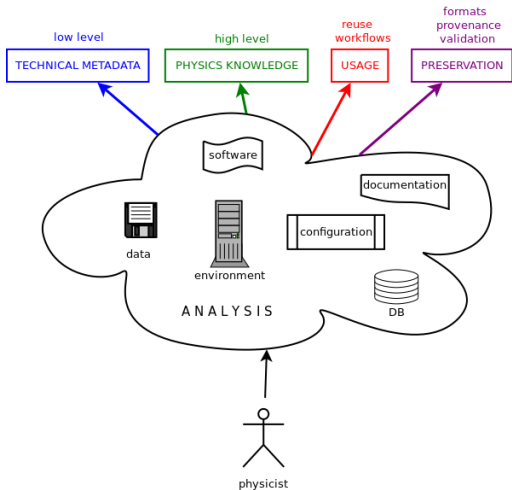 formats
reuse
provenance
low level
high level
workflows
validation
TECHNICAL METADATA
PHYSICS KNOWLEDGE
USAGE
PRESERVATION
software
documentation
configuration
data
environment
ANALYSIS
DB
physicist